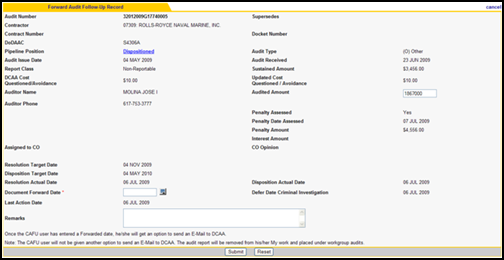 Forward Audit Follow-Up Record cancel
Audit Number 32012009G17740005 Supersedes
Contractor 07309: ROLLS-ROYCE NAVAL MARINE, INC.
Contract Number Docket Number
DoDAAC S4306A
Pipeline Position Dispositioned Audit Type (O) Other
Audit Issue Date 04 MAY 2009 Audit Received 23 JUN 2009
Report Class Non-Reportable Sustained Amount $3,456.00
DCAA Cost Questioned/Avoidance $10.00 Updated Cost Questioned / Avoidance $10.00
Auditor Name MOLINA JOSE I Audited Amount 1867000
Auditor Phone 617-753-3777
Penalty Assessed Yes
Penalty Date Assessed 07 JUL 2009
Penalty Amount $4,556.00
Interest Amount
Assigned to CO CO Opinion
Resolution Target Date 04 NOV 2009
Disposition Target Date 04 MAY 2010
Resolution Actual Date 06 JUL 2009 Disposition Actual Date 06 JUL 2009
Document Forward Date * Defer Date Criminal Investigation 06 JUL 2009
Last Action Date 06 JUL 2009
Remarks
Once the CAFU user has entered a Forwarded date, he/she will get an option to send an E-Mail to DCAA.
Note: The CAFU user will not be given another option to send an E-Mail to DCAA. The audit report will be removed from his/her My work and placed under workgroup audits.
Submit Reset